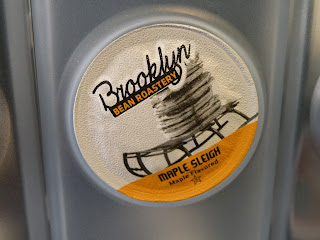 Brooklyn
BEAN ROASTERY
MAPLE SLEIGH
Maple Flavored